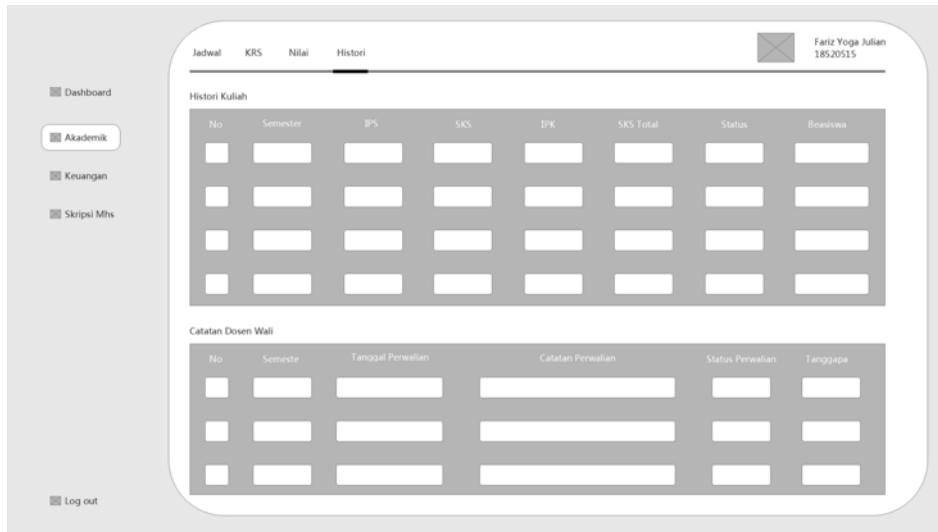 Jadwal KRS Nilai Histori
Fariz Yoga Julian
18520515
Dashboard
Akademik
Keuangan
Skripsi Mhs
Log out
Histori Kuliah
No Semester IPS SKS IPK SKS Total Status Beasiswa
Catatan Dosen Wali
No Semeste Tanggal Perwalian Catatan Perwalian Status Perwalian Tanggapa